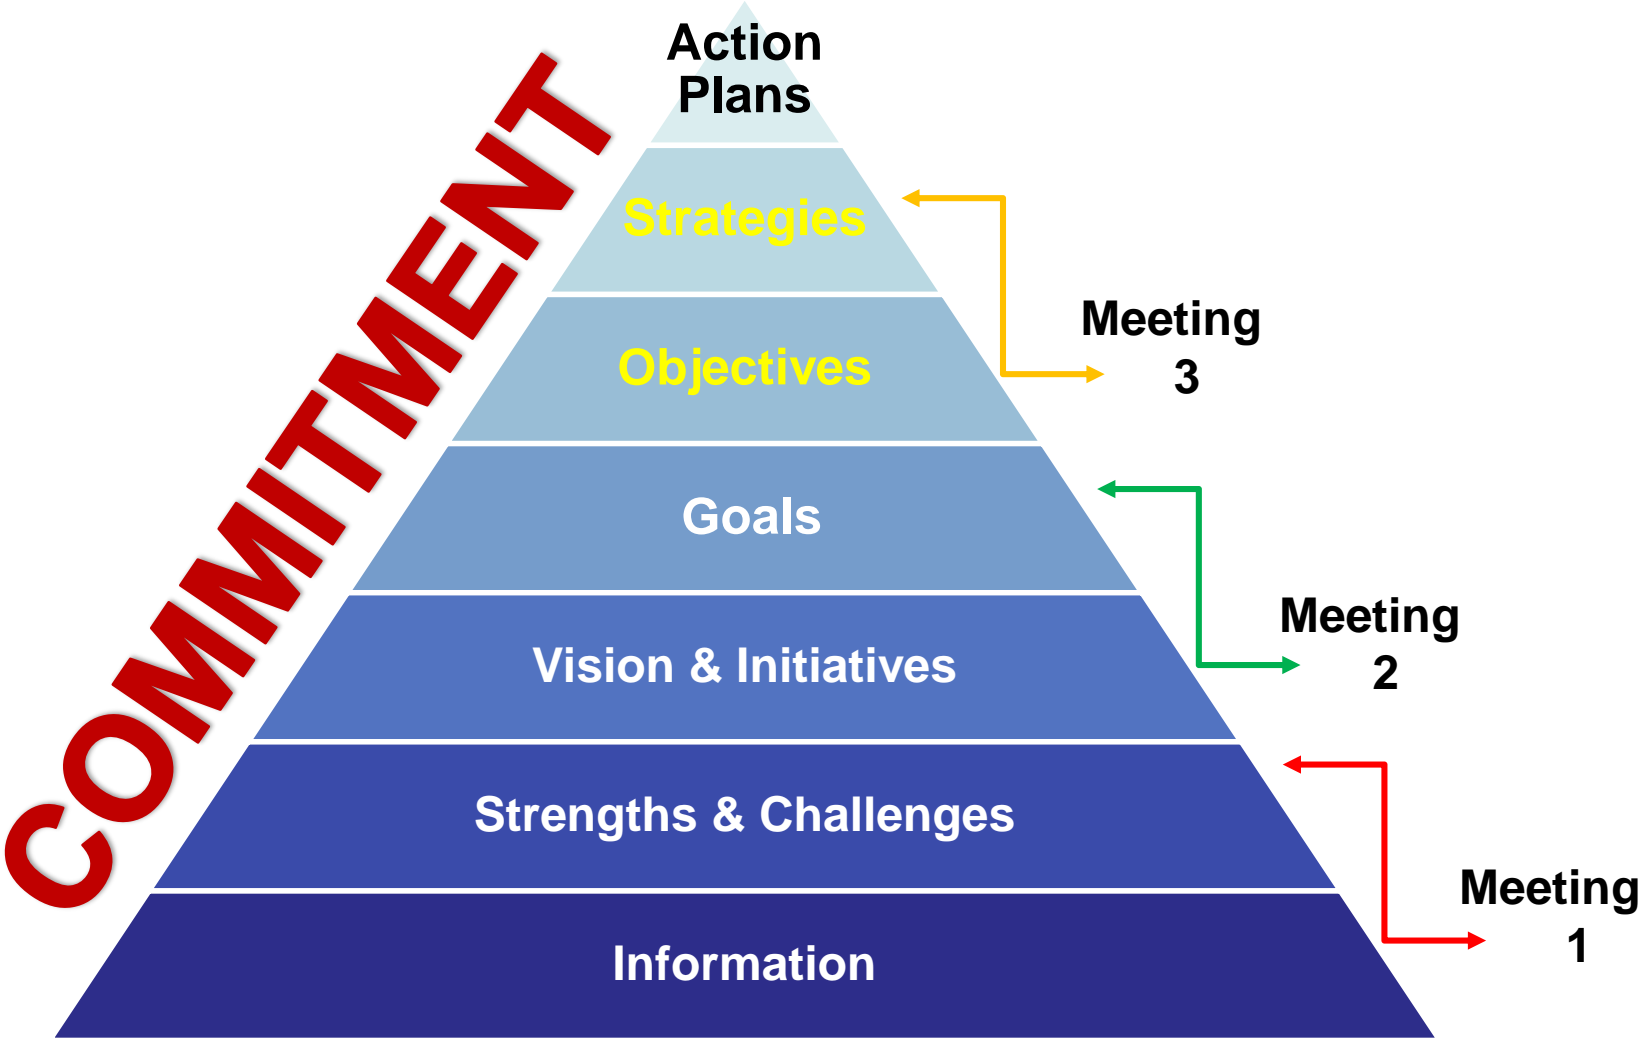 COMMITMENT
Action
Plans
Strategies
Objectives
Meeting
3
Goals
Vision & Initiatives
Meeting
2
Strengths & Challenges
Meeting
1
Information